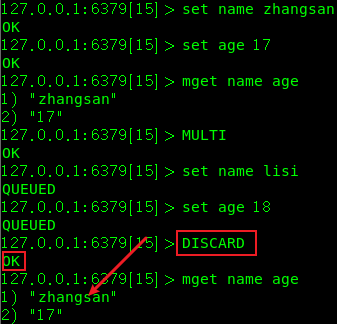 127.0.0.1:6379[15]> set name zhangsan
OK
127.0.0.1:6379[15]> set age 17
OK
127.0.0.1:6379[15]> mget name age
1) "zhangsan"
2) "17"
127.0.0.1:6379[15]> MULTI
OK
127.0.0.1:6379[15]> set name lisi
QUEUED
127.0.0.1:6379[15]> set age 18
QUEUED
127.0.0.1:6379[15]> DISCARD
OK
127.0.0.1:6379[15]> mget name age
1) "zhangsan"
2) "17"